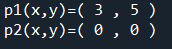 p1(x,y)=( 3 , 5 )
p2(x,y)=( 0 , 0 )